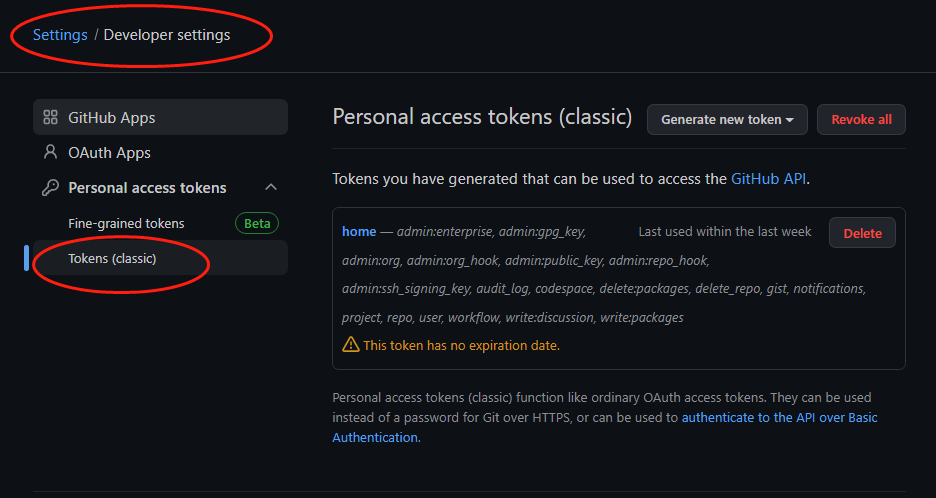 Settings / Developer settings
GitHub Apps
OAuth Apps
Personal access tokens
Fine-grained tokens Beta
Tokens (classic)
Personal access tokens (classic) Generate new token Revoke all
Tokens you have generated that can be used to access the GitHub API.
home — admin:enterprise, admin:gpg_key, Last used within the last week Delete
admin:org, admin:org_hook, admin:public_key, admin:repo_hook,
admin:ssh_signing_key, audit_log, codespace, delete:packages, delete_repo, gist, notifications,
project, repo, user, workflow, write:discussion, write:packages
This token has no expiration date.
Personal access tokens (classic) function like ordinary OAuth access tokens. They can be used
instead of a password for Git over HTTPS, or can be used to authenticate to the API over Basic
Authentication.